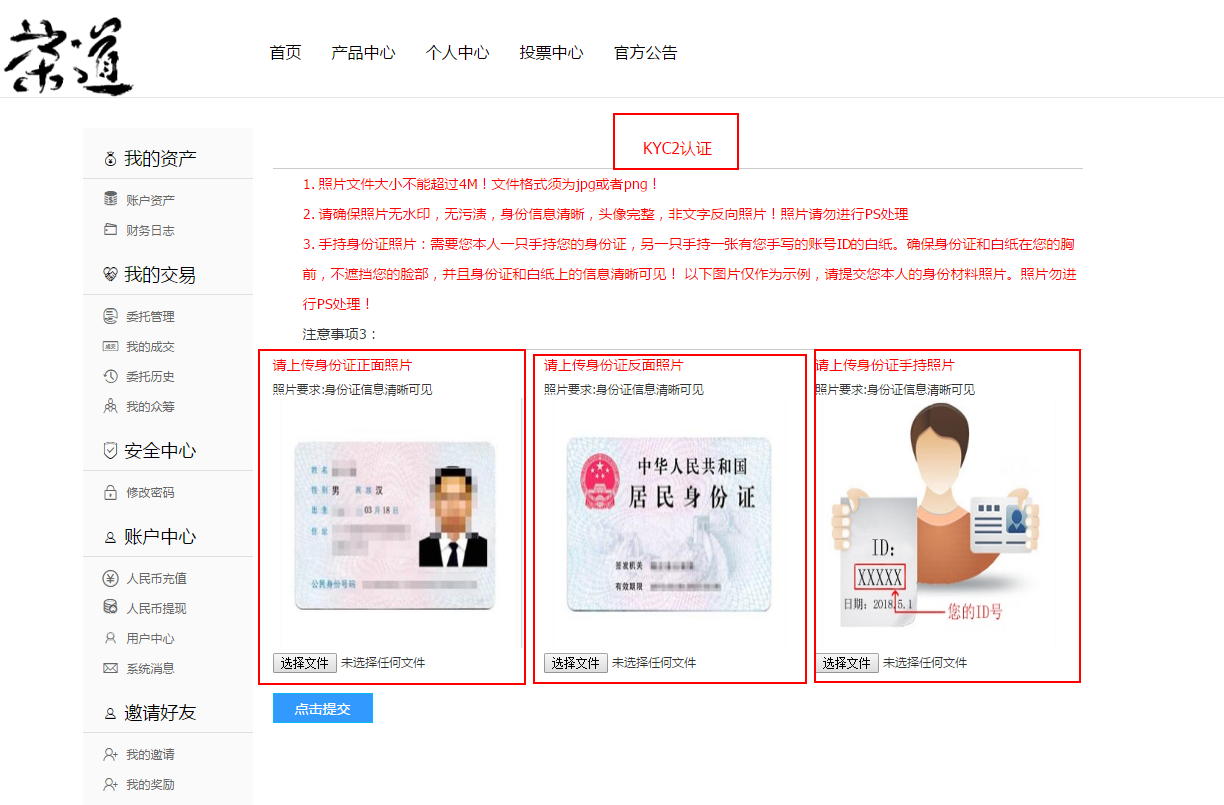 茶道
首页 产品中心 个人中心 投票中心 官方公告
我的资产
账户资产
财务日志
我的交易
委托管理
我的成交
委托历史
我的众筹
安全中心
修改密码
账户中心
人民币充值
人民币提现
用户中心
系统消息
邀请好友
我的邀请
我的奖励
KYC2认证
1. 照片文件大小不能超过4M！文件格式须为jpg或者png！
2. 请确保照片无水印，无污渍，身份信息清晰，头像完整，非文字反向照片！照片请勿进行PS处理
3. 手持身份证照片：需要您本人一只手持您的身份证，另一只手持一张有您手写的账号ID的白纸。确保身份证和白纸在您的胸
前，不遮挡您的脸部，并且身份证和白纸上的信息清晰可见！ 以下图片仅作为示例，请提交您本人的身份材料照片。照片勿进
行PS处理！
注意事项3：
请上传身份证正面照片
照片要求:身份证信息清晰可见
姓名
性别 男 民族 汉
出生 03 月 18 日
住址
公民身份号码
选择文件 未选择任何文件
请上传身份证反面照片
照片要求:身份证信息清晰可见
中华人民共和国
居民身份证
签发机关
有效期限
选择文件 未选择任何文件
请上传身份证手持照片
照片要求:身份证信息清晰可见
ID:
XXXXX
日期: 2018.5.1
您的ID号
选择文件 未选择任何文件
点击提交